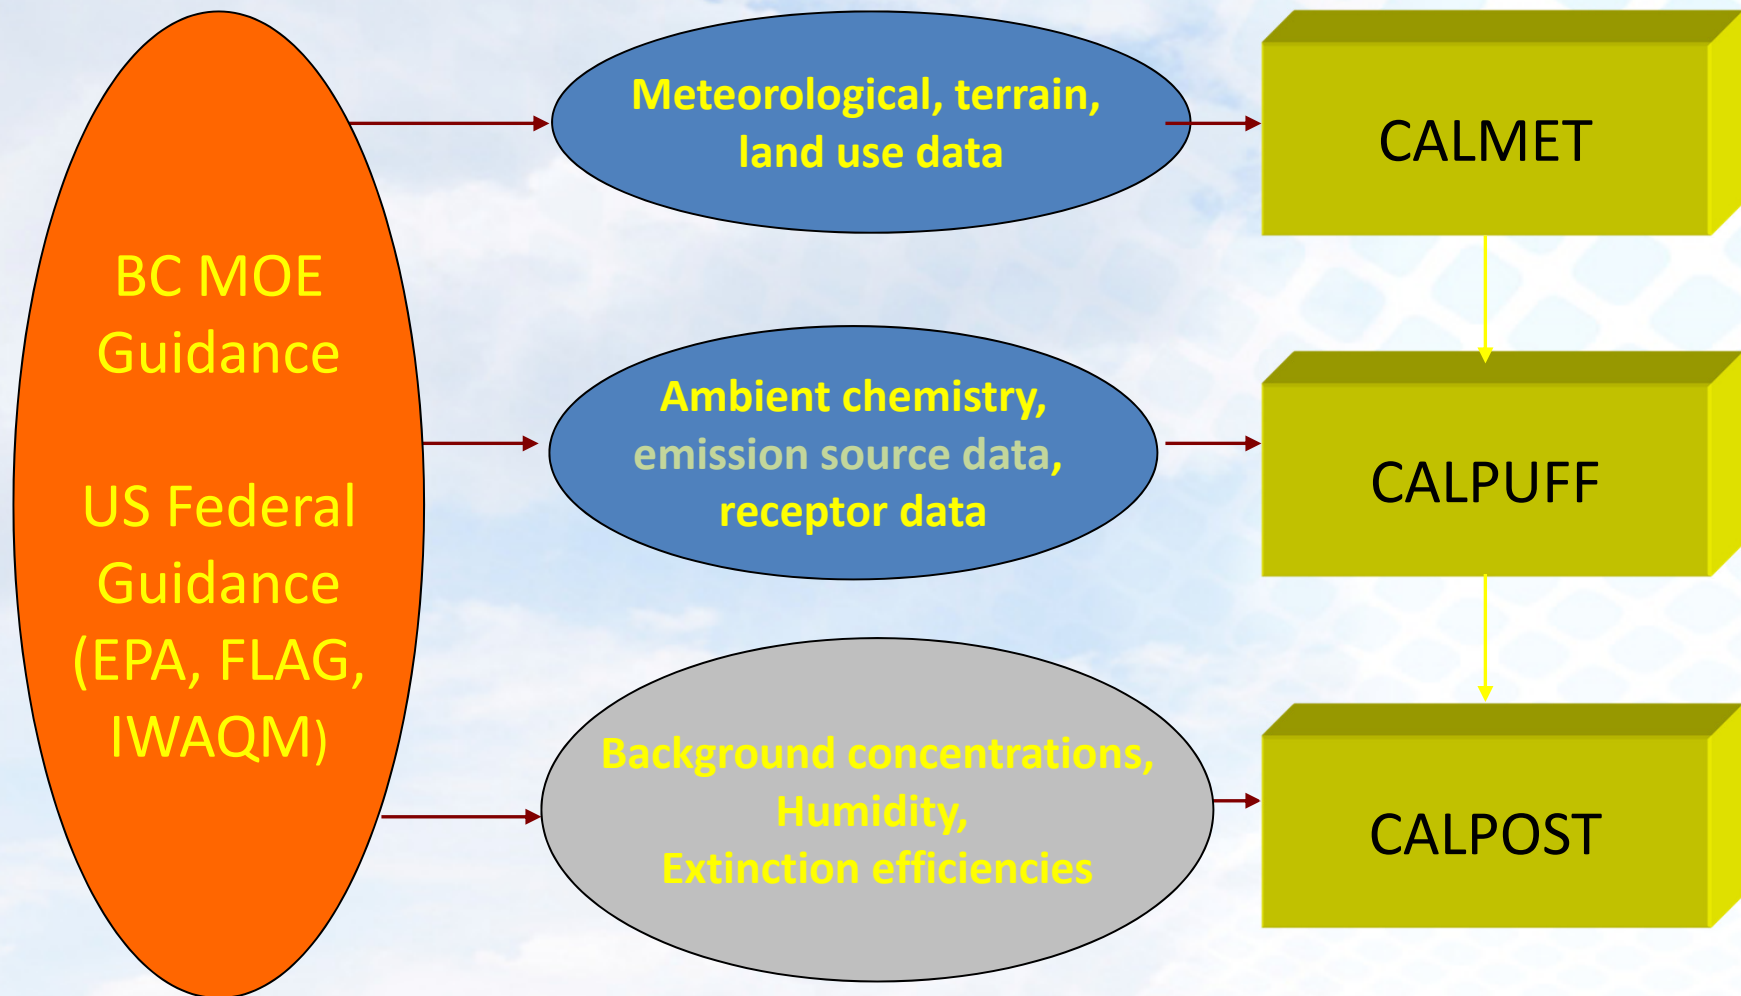 BC MOE
Guidance
US Federal
Guidance
(EPA, FLAG,
IWAQM)
Meteorological, terrain,
land use data
CALMET
Ambient chemistry,
emission source data,
receptor data
CALPUFF
Background concentrations,
Humidity,
Extinction efficiencies
CALPOST